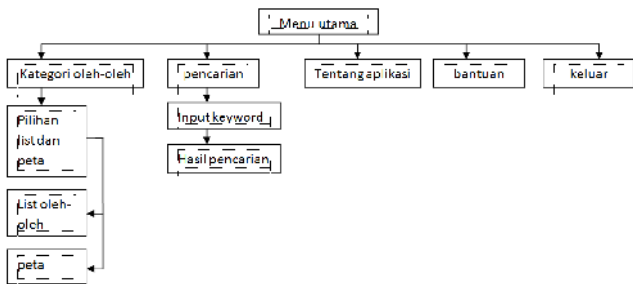 Menu utama
Kategori oleh-oleh
pencarian
Tentang aplikasi
bantuan
keluar
Pilihan
list dan
peta
Input keyword
Hasil pencarian
List oleh-
oleh
peta